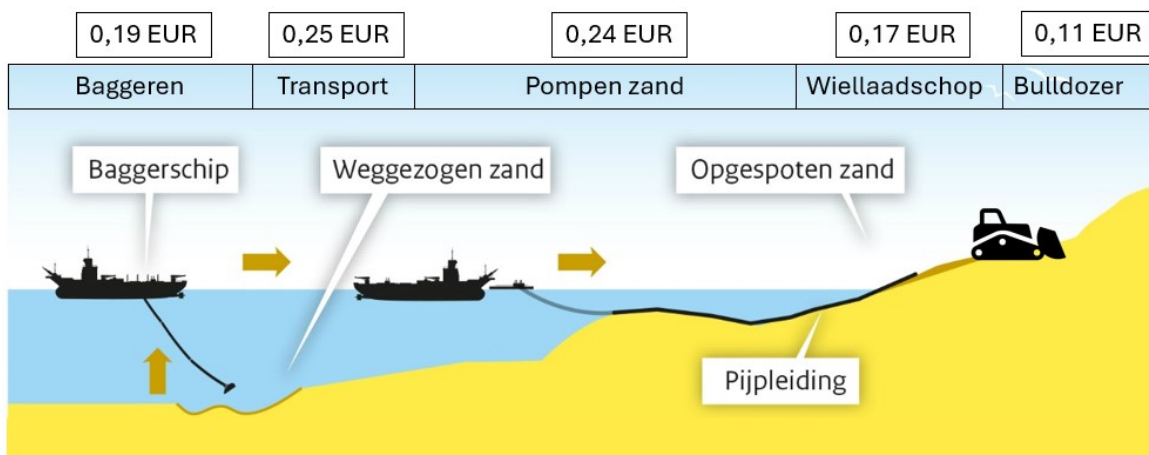 0,19 EUR
0,25 EUR
0,24 EUR
0,17 EUR
0,11 EUR
Baggeren
Transport
Pompen zand
Wiellaadschop
Bulldozer
Baggerschip
Weggezogen zand
Opgespoten zand
Pijpleiding